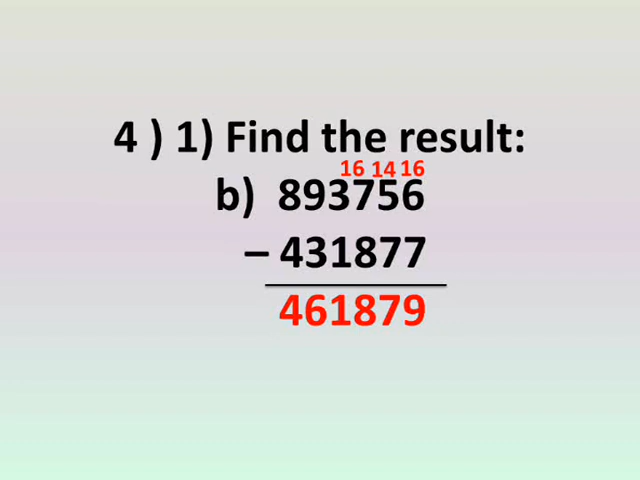 4 ) 1) Find the result:
16 14 16
b) 893756
– 431877
461879